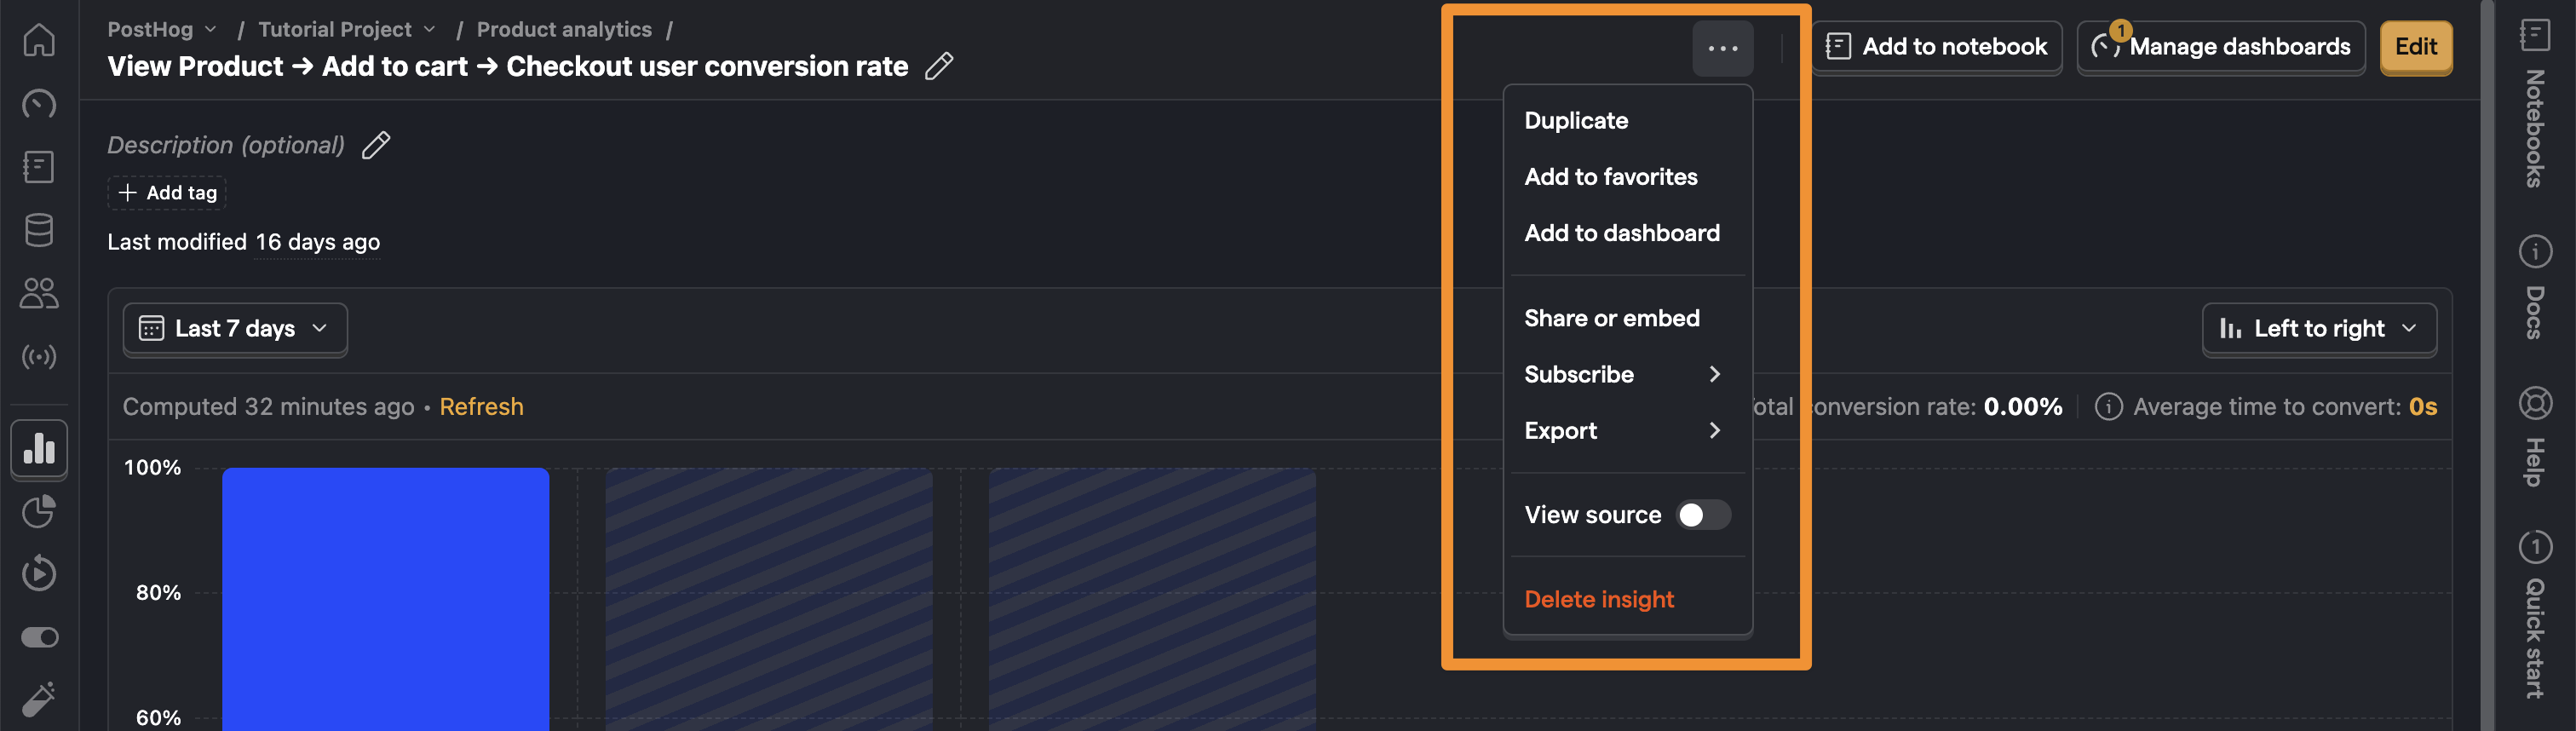 PostHog / Tutorial Project / Product analytics /
View Product → Add to cart → Checkout user conversion rate
Add to notebook
1
Manage dashboards
Edit
Description (optional)
+ Add tag
Last modified 16 days ago
Last 7 days
Left to right
Computed 32 minutes ago • Refresh
conversion rate: 0.00%
Average time to convert: 0s
100%
80%
60%
Duplicate
Add to favorites
Add to dashboard
Share or embed
Subscribe
Export
View source
Delete insight
Notebooks
Docs
Help
1
Quick start